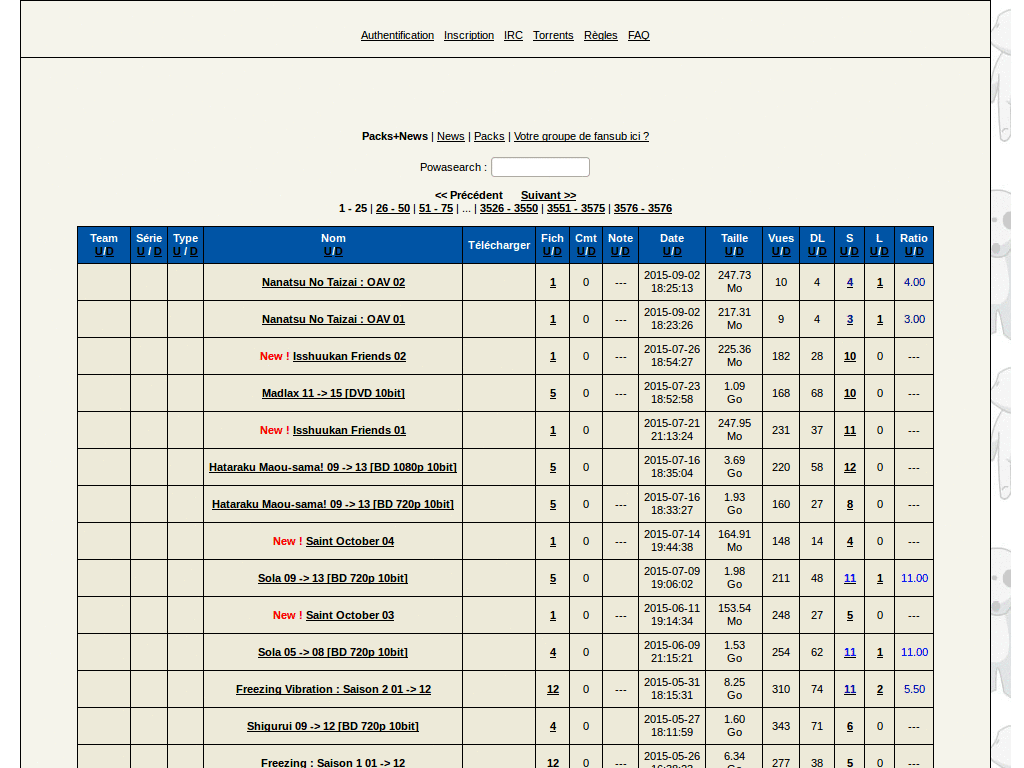 Authentification Inscription IRC Torrents Règles FAQ
Packs+News | News | Packs | Votre groupe de fansub ici ?
Powasearch :
<< Précédent Suivant >>
1 - 25 | 26 - 50 | 51 - 75 | ... | 3526 - 3550 | 3551 - 3575 | 3576 - 3576
Team Série Type Nom Télécharger Fich Cmt Note Date Taille Vues DL S L Ratio
U/D U / D U / D U/D U/D U/D U/D U/D U/D U/D U/D U/D U/D U/D
Nanatsu No Taizai : OAV 02 1 0 --- 2015-09-02 18:25:13 247.73 Mo 10 4 4 1 4.00
Nanatsu No Taizai : OAV 01 1 0 --- 2015-09-02 18:23:26 217.31 Mo 9 4 3 1 3.00
New ! Isshuukan Friends 02 1 0 --- 2015-07-26 18:54:27 225.36 Mo 182 28 10 0 ---
Madlax 11 -> 15 [DVD 10bit] 5 0 --- 2015-07-23 18:52:58 1.09 Go 168 68 10 0 ---
New ! Isshuukan Friends 01 1 0 2015-07-21 21:13:24 247.95 Mo 231 37 11 0 ---
Hataraku Maou-sama! 09 -> 13 [BD 1080p 10bit] 5 0 2015-07-16 18:35:04 3.69 Go 220 58 12 0 ---
Hataraku Maou-sama! 09 -> 13 [BD 720p 10bit] 5 0 --- 2015-07-16 18:33:27 1.93 Go 160 27 8 0 ---
New ! Saint October 04 1 0 --- 2015-07-14 19:44:38 164.91 Mo 148 14 4 0 ---
Sola 09 -> 13 [BD 720p 10bit] 5 0 2015-07-09 19:06:02 1.98 Go 211 48 11 1 11.00
New ! Saint October 03 1 0 --- 2015-06-11 19:14:34 153.54 Mo 248 27 5 0 ---
Sola 05 -> 08 [BD 720p 10bit] 4 0 2015-06-09 21:15:21 1.53 Go 254 62 11 1 11.00
Freezing Vibration : Saison 2 01 -> 12 12 0 --- 2015-05-31 18:15:31 8.25 Go 310 74 11 2 5.50
Shigurui 09 -> 12 [BD 720p 10bit] 4 0 2015-05-27 18:11:59 1.60 Go 343 71 6 0 ---
Freezing : Saison 1 01 -> 12 12 0 --- 2015-05-26 6.34 277 38 5 0 ---